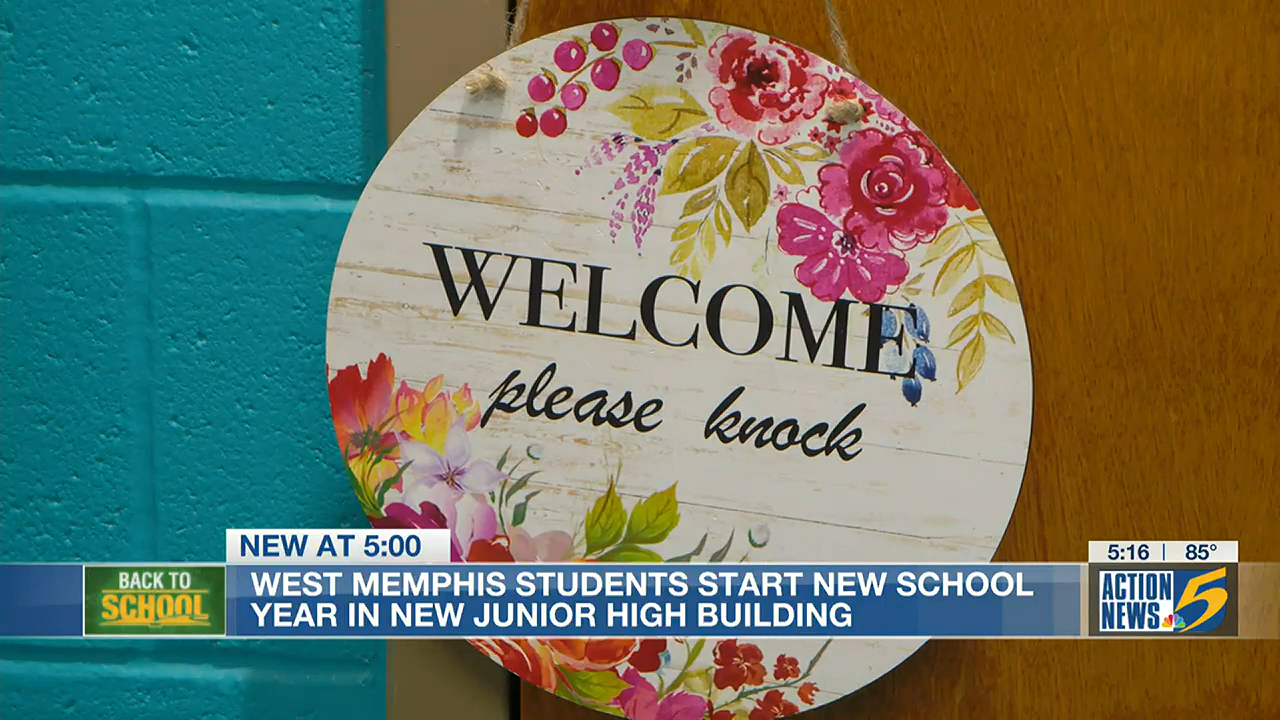 WELCOME
please knock
NEW AT 5:00
5:16 | 85°
BACK TO
SCHOOL
WEST MEMPHIS STUDENTS START NEW SCHOOL
YEAR IN NEW JUNIOR HIGH BUILDING
ACTION
NEWS 5